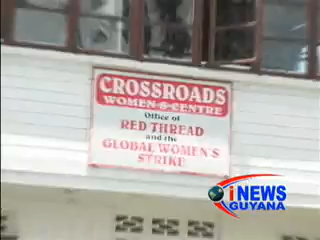 CROSSROADS
WOMEN'S CENTRE
Office of
RED THREAD
and the
GLOBAL WOMEN'S
STRIKE
iNEWS
GUYANA